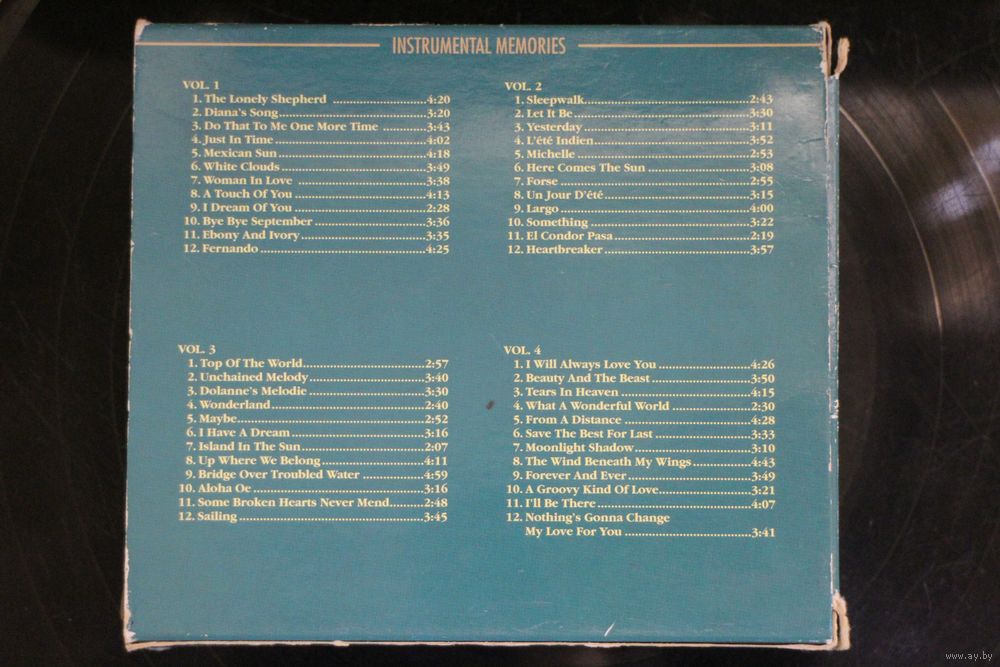 INSTRUMENTAL MEMORIES
VOL. 1
1. The Lonely Shepherd ........................4:20
2. Diana's Song........................3:20
3. Do That To Me One More Time ...........3:43
4. Just In Time........................4:02
5. Mexican Sun........................4:18
6. White Clouds........................3:49
7. Woman In Love ........................3:38
8. A Touch Of You ........................4:13
9. I Dream Of You ........................2:28
10. Bye Bye September ........................3:36
11. Ebony And Ivory ........................3:35
12. Fernando ........................4:25
VOL. 2
1. Sleepwalk........................2:43
2. Let It Be........................3:30
3. Yesterday ........................3:11
4. L'été Indien........................3:52
5. Michelle ........................2:53
6. Here Comes The Sun ........................3:08
7. Forse ........................2:55
8. Un Jour D'été........................3:15
9. Largo ........................4:00
10. Something ........................3:22
11. El Condor Pasa ........................2:19
12. Heartbreaker ........................3:57
VOL. 3
1. Top Of The World........................2:57
2. Unchained Melody ........................3:40
3. Dolanne's Melodie ........................3:30
4. Wonderland ........................2:40
5. Maybe........................2:52
6. I Have A Dream ........................3:16
7. Island In The Sun........................2:07
8. Up Where We Belong ........................4:11
9. Bridge Over Troubled Water ..............4:59
10. Aloha Oe ........................3:16
11. Some Broken Hearts Never Mend........2:48
12. Sailing ........................3:45
VOL. 4
1. I Will Always Love You ........................4:26
2. Beauty And The Beast ........................3:50
3. Tears In Heaven ........................4:15
4. What A Wonderful World ..................2:30
5. From A Distance ........................4:28
6. Save The Best For Last ........................3:33
7. Moonlight Shadow........................3:10
8. The Wind Beneath My Wings..............4:43
9. Forever And Ever ........................3:49
10. A Groovy Kind Of Love........................3:21
11. I'll Be There ........................4:07
12. Nothing's Gonna Change
My Love For You ........................3:41
www.ay.by